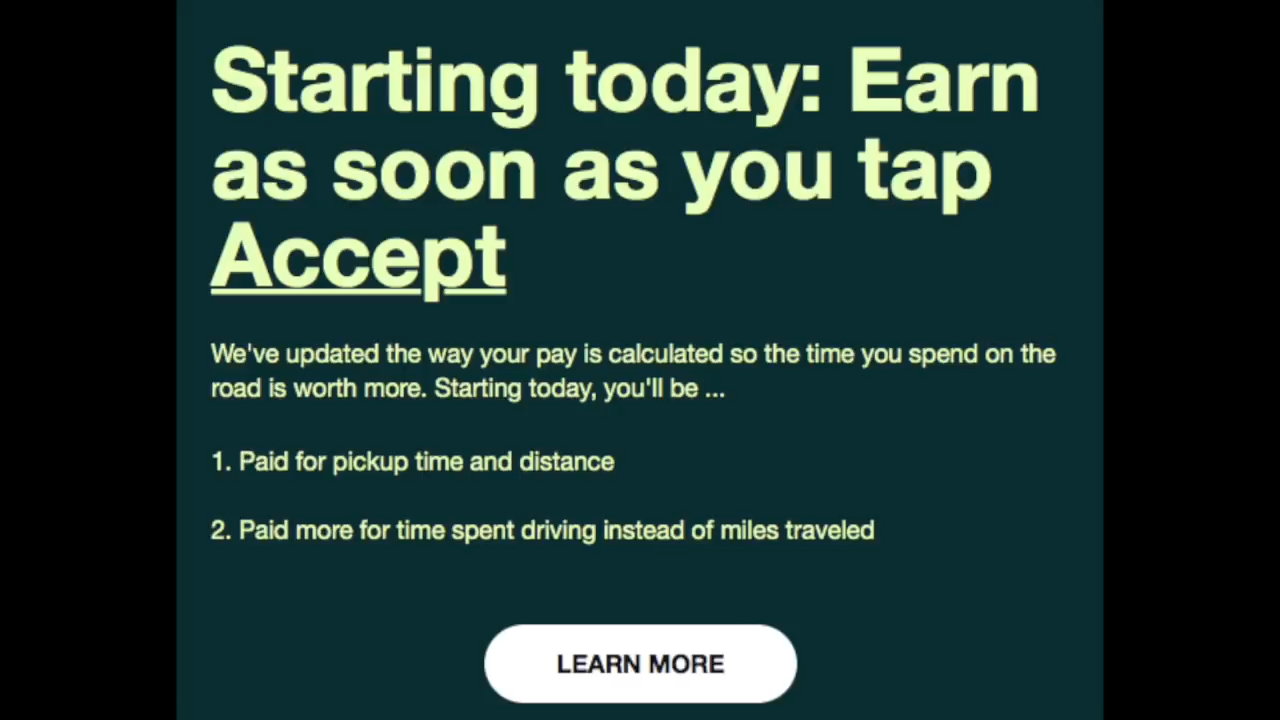 Starting today: Earn
as soon as you tap
Accept
We've updated the way your pay is calculated so the time you spend on the
road is worth more. Starting today, you'll be ...
1. Paid for pickup time and distance
2. Paid more for time spent driving instead of miles traveled
LEARN MORE